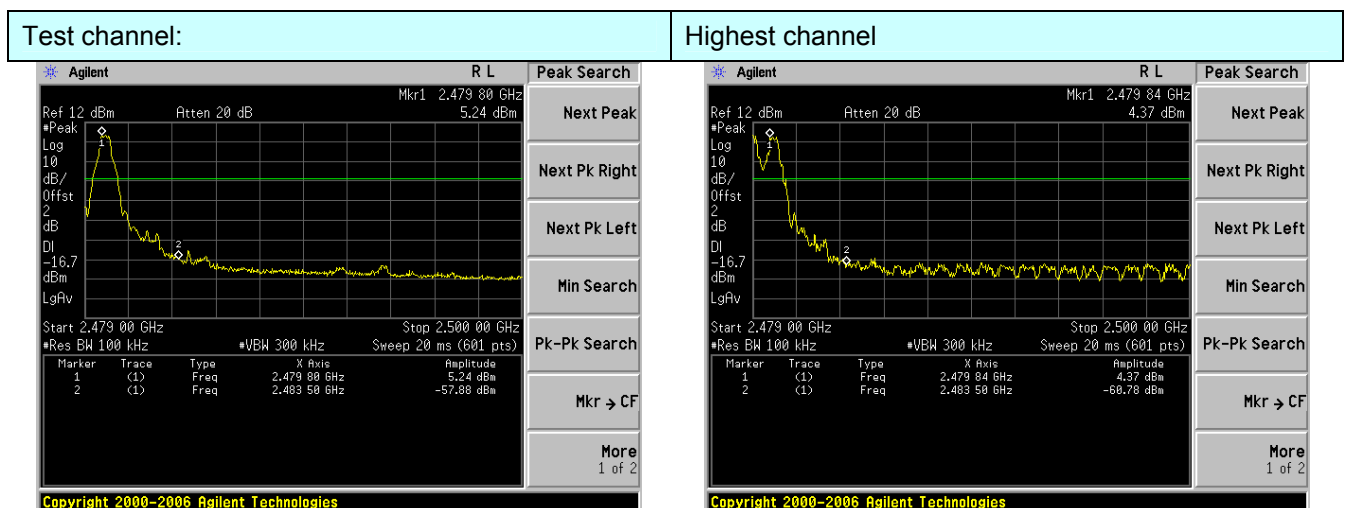 Test channel:
Highest channel
Agilent
R L
Peak Search
Mkr1 2.479 80 GHz
Ref 12 dBm
Atten 20 dB
5.24 dBm
#Peak
Log
10
dB/
Offst
2
dB
DI
-16.7
dBm
LgAv
1
2
Start 2.479 00 GHz
Stop 2.500 00 GHz
#Res BW 100 kHz
#VBW 300 kHz
Sweep 20 ms (601 pts)
Marker Trace Type X Axis Amplitude
1 (1) Freq 2.479 80 GHz 5.24 dBm
2 (1) Freq 2.483 50 GHz -57.88 dBm
Next Peak
Next Pk Right
Next Pk Left
Min Search
Pk-Pk Search
Mkr → CF
More
1 of 2
Copyright 2000-2006 Agilent Technologies
Agilent
R L
Peak Search
Mkr1 2.479 84 GHz
Ref 12 dBm
Atten 20 dB
4.37 dBm
#Peak
Log
10
dB/
Offst
2
dB
DI
-16.7
dBm
LgAv
1
2
Start 2.479 00 GHz
Stop 2.500 00 GHz
#Res BW 100 kHz
#VBW 300 kHz
Sweep 20 ms (601 pts)
Marker Trace Type X Axis Amplitude
1 (1) Freq 2.479 84 GHz 4.37 dBm
2 (1) Freq 2.483 50 GHz -60.78 dBm
Next Peak
Next Pk Right
Next Pk Left
Min Search
Pk-Pk Search
Mkr → CF
More
1 of 2
Copyright 2000-2006 Agilent Technologies